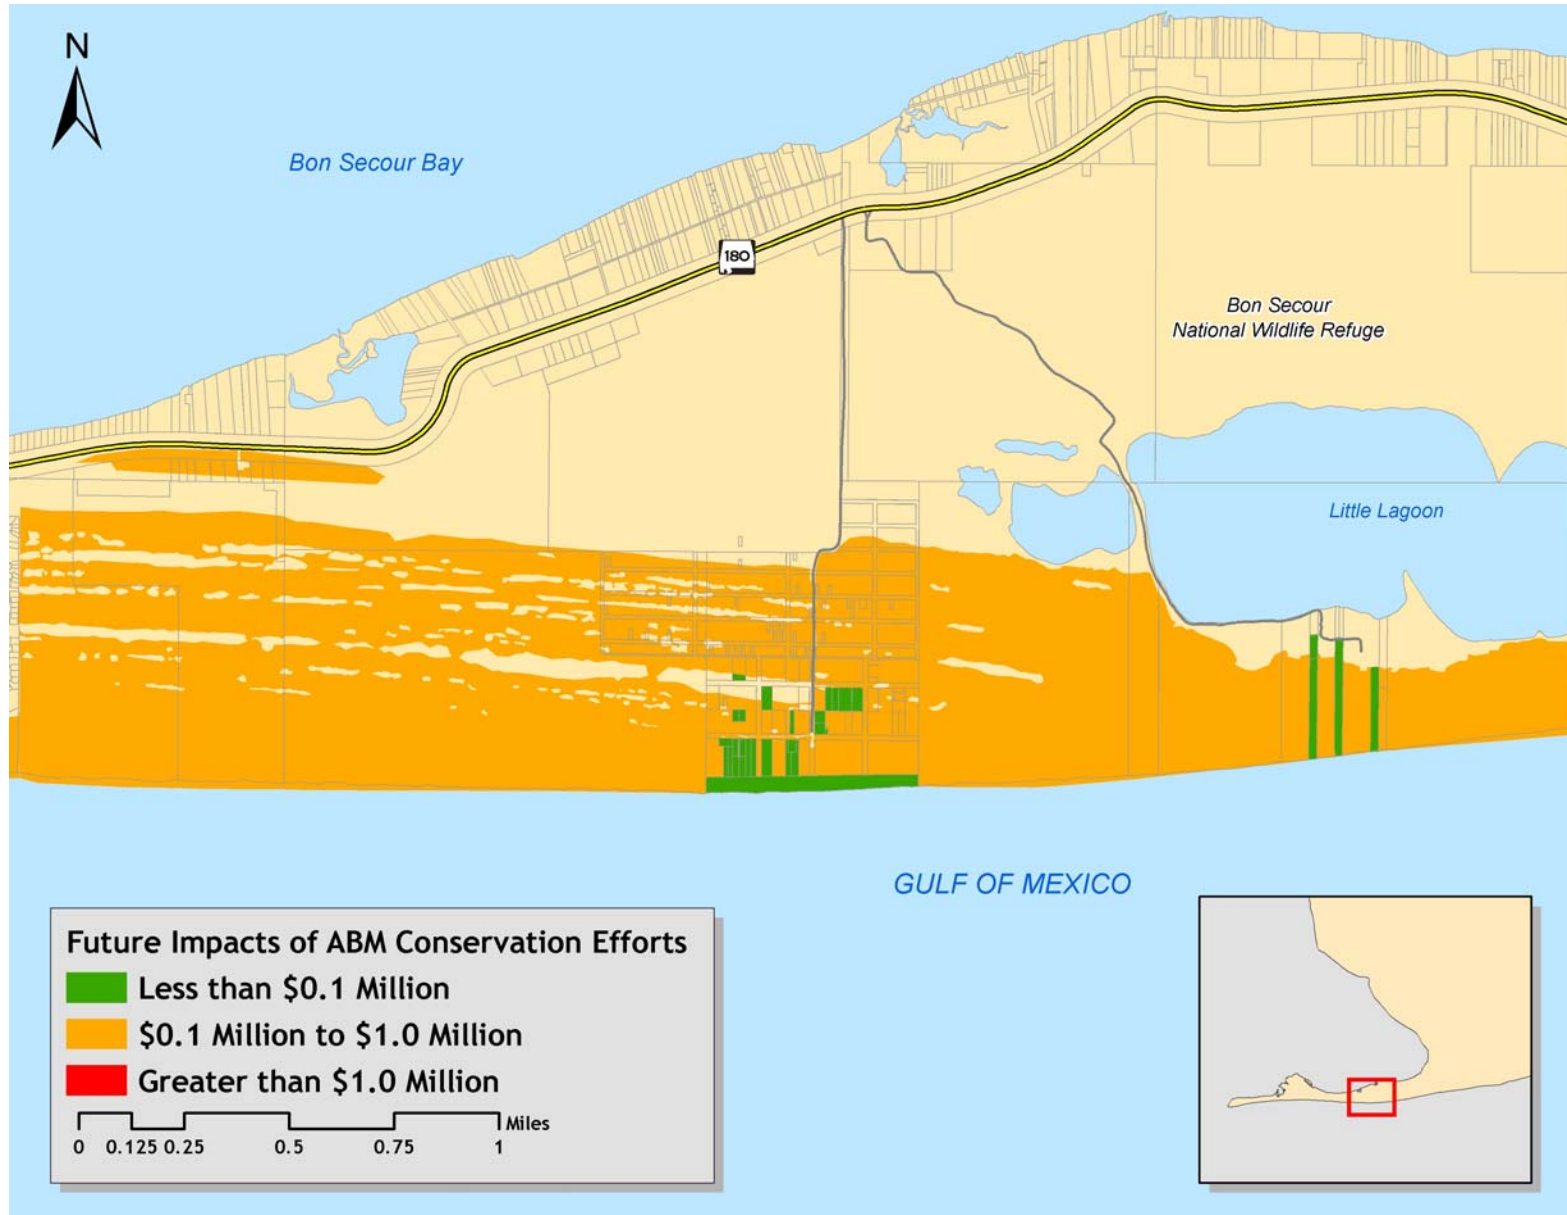 N
Bon Secour Bay
180
Bon Secour
National Wildlife Refuge
Little Lagoon
GULF OF MEXICO
Future Impacts of ABM Conservation Efforts
Less than $0.1 Million
$0.1 Million to $1.0 Million
Greater than $1.0 Million
Miles
0 0.125 0.25 0.5 0.75 1